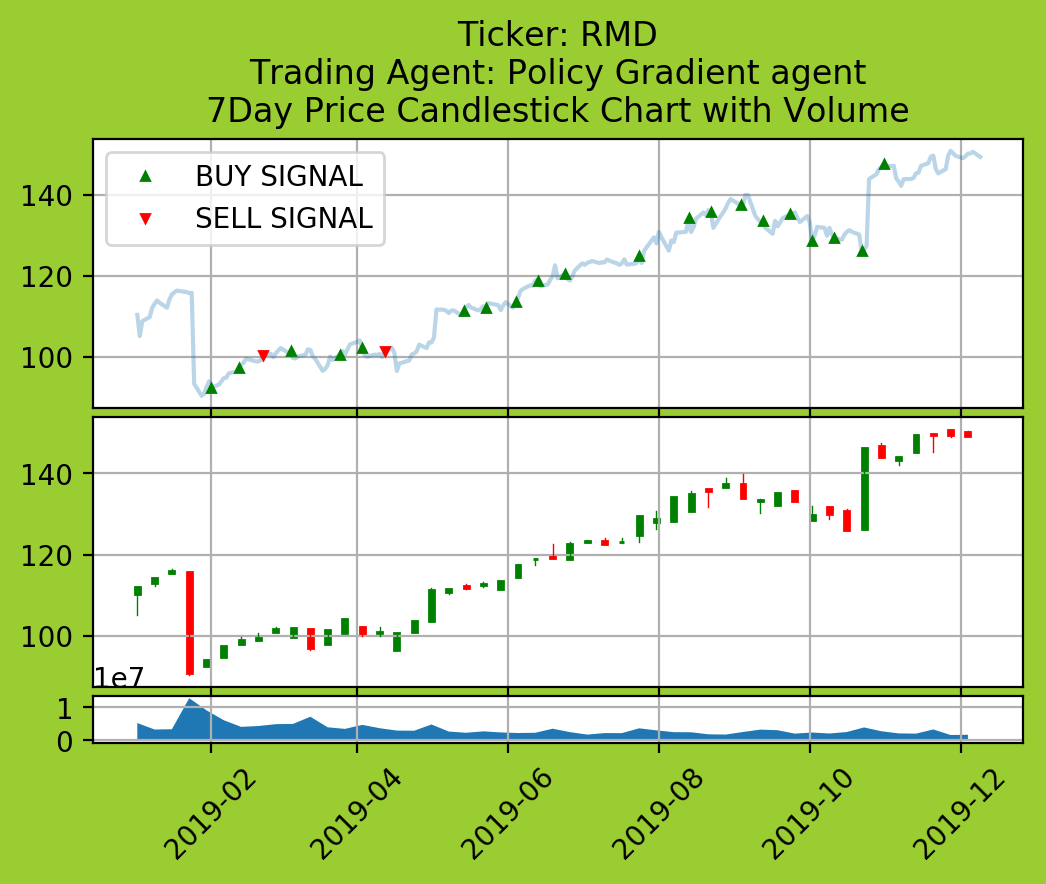 Ticker: RMD
Trading Agent: Policy Gradient agent
7Day Price Candlestick Chart with Volume
BUY SIGNAL
SELL SIGNAL
140
120
100
140
120
100
1e7
1
0
2019-02
2019-04
2019-06
2019-08
2019-10
2019-12